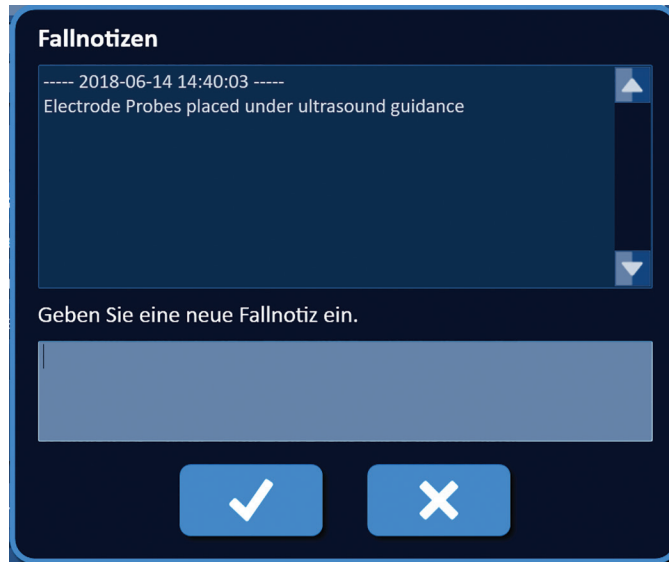 Fallnotizen
----- 2018-06-14 14:40:03 -----
Electrode Probes placed under ultrasound guidance
Geben Sie eine neue Fallnotiz ein.